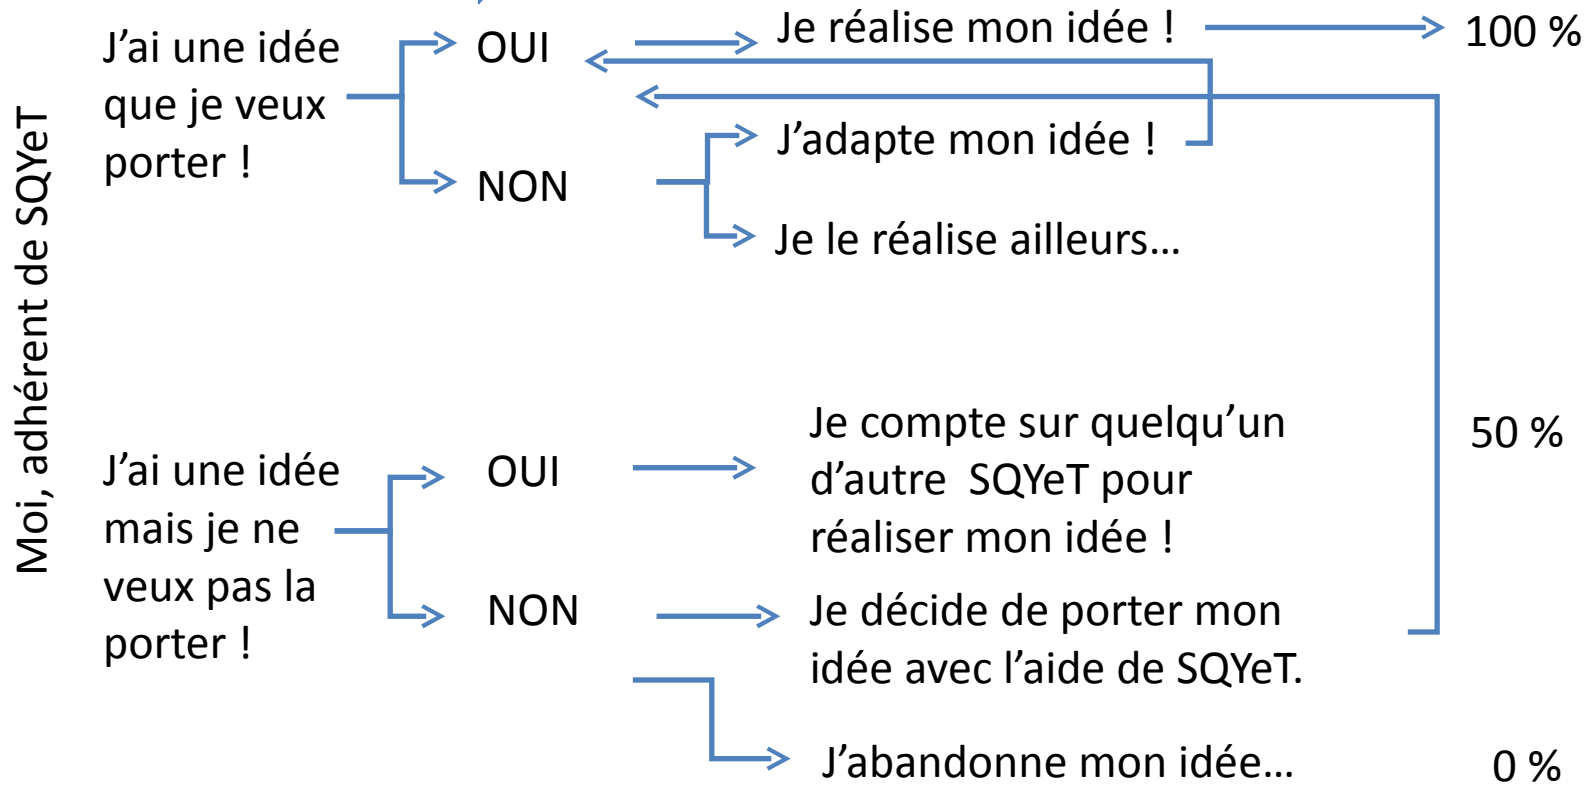 Moi, adhérent de SQYeT
J’ai une idée
que je veux
porter !
OUI
NON
Je réalise mon idée !
100 %
J’adapte mon idée !
Je le réalise ailleurs…
J’ai une idée
mais je ne
veux pas la
porter !
OUI
NON
Je compte sur quelqu’un
d’autre SQYeT pour
réaliser mon idée !
50 %
Je décide de porter mon
idée avec l’aide de SQYeT.
J’abandonne mon idée…
0 %